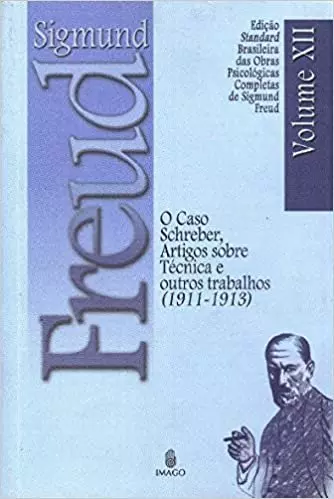 Sigmund
Freud
Edição
Standard
Brasileira
das Obras
Psicológicas
Completas
de Sigmund
Freud
Volume XII
O Caso
Schreber,
Artigos sobre
Técnica e
outros trabalhos
(1911-1913)
IMAGO